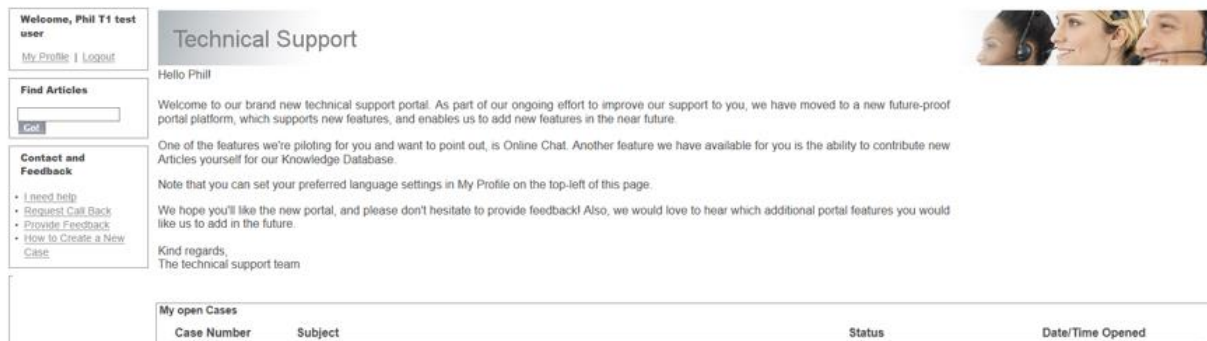 Welcome, Phil T1 test
user
My Profile | Logout
Find Articles
Go!
Contact and
Feedback
• I need help
• Request Call Back
• Provide Feedback
• How to Create a New
Case
Technical Support
Hello Phil!
Welcome to our brand new technical support portal. As part of our ongoing effort to improve our support to you, we have moved to a new future-proof
portal platform, which supports new features, and enables us to add new features in the near future.
One of the features we're piloting for you and want to point out, is Online Chat. Another feature we have available for you is the ability to contribute new
Articles yourself for our Knowledge Database.
Note that you can set your preferred language settings in My Profile on the top-left of this page.
We hope you'll like the new portal, and please don't hesitate to provide feedback! Also, we would love to hear which additional portal features you would
like us to add in the future.
Kind regards,
The technical support team
My open Cases
Case Number Subject Status Date/Time Opened